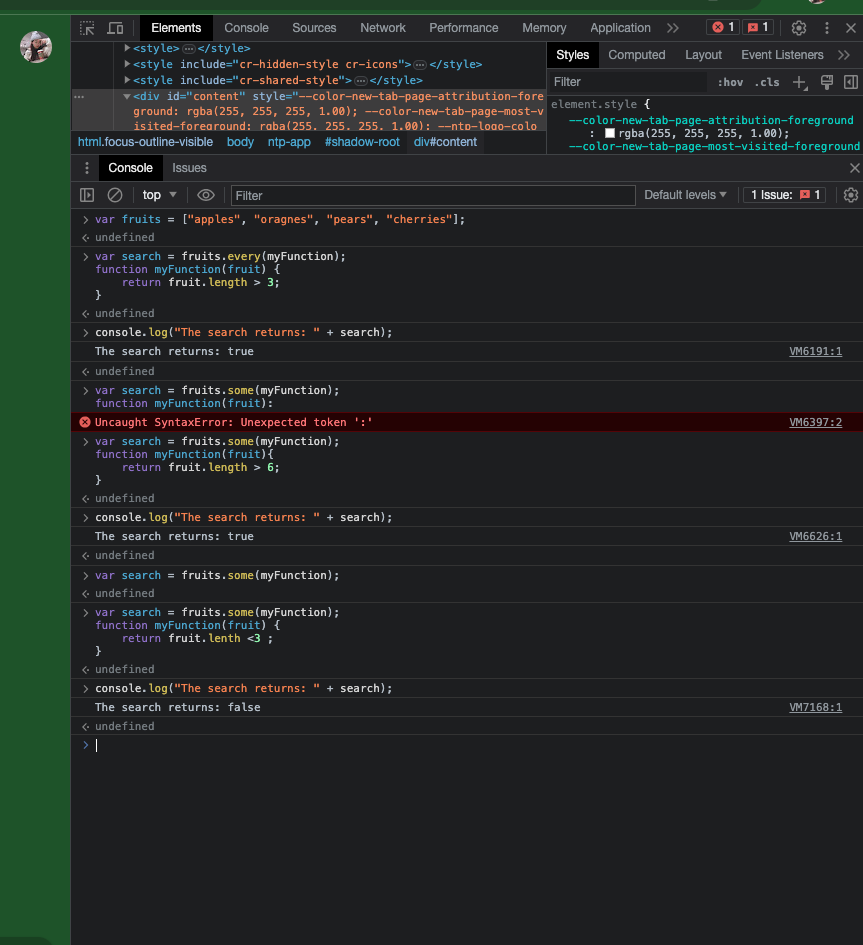 Elements Console Sources Network Performance Memory Application 1 1
<style> … </style>
<style include="cr-hidden-style cr-icons"> … </style>
<style include="cr-shared-style"> … </style>
<div id="content" style="--color-new-tab-page-attribution-fore
ground: rgba(255, 255, 255, 1.00); --color-new-tab-page-most-v
isited-foreground: rgba(255, 255, 255, 1.00); --ntp-logo-colo
html.focus-outline-visible body ntp-app #shadow-root div#content
Styles Computed Layout Event Listeners
Filter :hov .cls
element.style {
--color-new-tab-page-attribution-foreground
: rgba(255, 255, 255, 1.00);
--color-new-tab-page-most-visited-foreground
Console Issues
top Filter Default levels 1 Issue: 1
var fruits = ["apples", "oragnes", "pears", "cherries"];
undefined
var search = fruits.every(myFunction);
function myFunction(fruit) {
return fruit.length > 3;
}
undefined
console.log("The search returns: " + search);
The search returns: true VM6191:1
undefined
var search = fruits.some(myFunction);
function myFunction(fruit):
Uncaught SyntaxError: Unexpected token ':' VM6397:2
var search = fruits.some(myFunction);
function myFunction(fruit){
return fruit.length > 6;
}
undefined
console.log("The search returns: " + search);
The search returns: true VM6626:1
undefined
var search = fruits.some(myFunction);
undefined
var search = fruits.some(myFunction);
function myFunction(fruit) {
return fruit.lenth <3 ;
}
undefined
console.log("The search returns: " + search);
The search returns: false VM7168:1
undefined